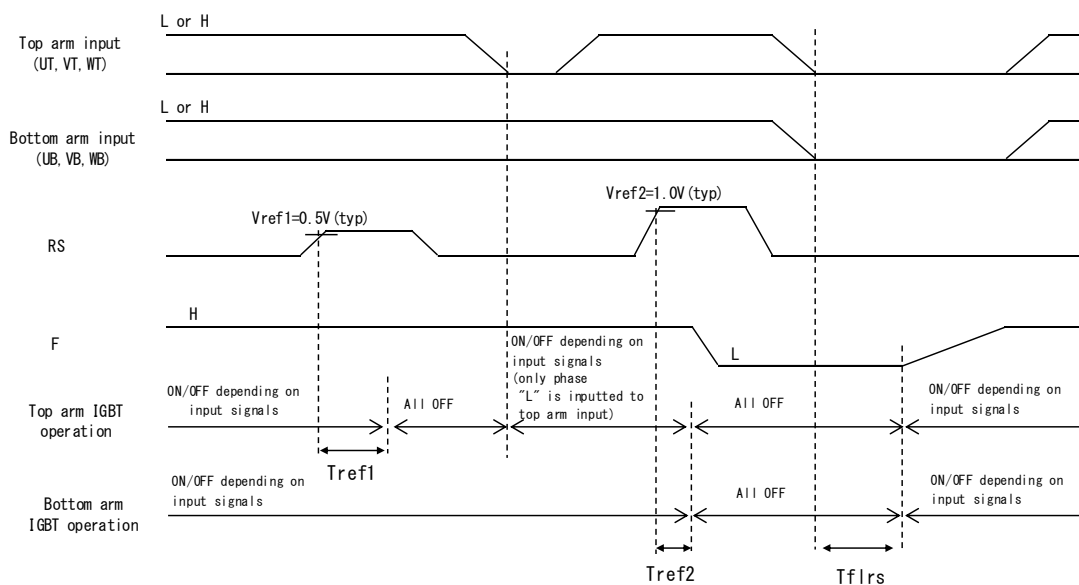 L or H
Top arm input
(UT, VT, WT)
L or H
Bottom arm input
(UB, VB, WB)
Vref1=0.5V(typ)
Vref2=1.0V(typ)
RS
H
F
L
ON/OFF depending on
input signals
(only phase
"L" is inputted to
top arm input)
ON/OFF depending on
input signals
All OFF
All OFF
ON/OFF depending on
input signals
Top arm IGBT
operation
Tref1
ON/OFF depending on
input signals
All OFF
ON/OFF depending on
input signals
Bottom arm
IGBT operation
Tref2
Tflrs